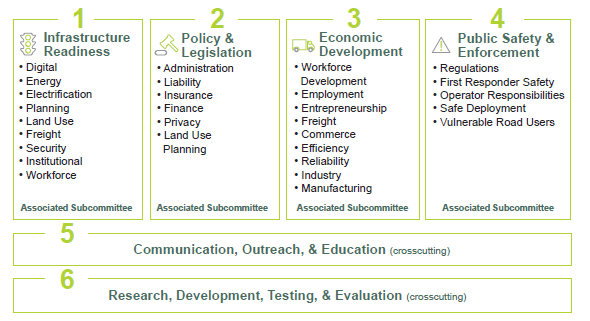 1
Infrastructure
Readiness
• Digital
• Energy
• Electrification
• Planning
• Land Use
• Freight
• Security
• Institutional
• Workforce
Associated Subcommittee
2
Policy &
Legislation
• Administration
• Liability
• Insurance
• Finance
• Privacy
• Land Use
Planning
Associated Subcommittee
3
Economic
Development
• Workforce
Development
• Employment
• Entrepreneurship
• Freight
• Commerce
• Efficiency
• Reliability
• Industry
• Manufacturing
Associated Subcommittee
4
Public Safety &
Enforcement
• Regulations
• First Responder Safety
• Operator Responsibilities
• Safe Deployment
• Vulnerable Road Users
Associated Subcommittee
5
Communication, Outreach, & Education (crosscutting)
6
Research, Development, Testing, & Evaluation (crosscutting)